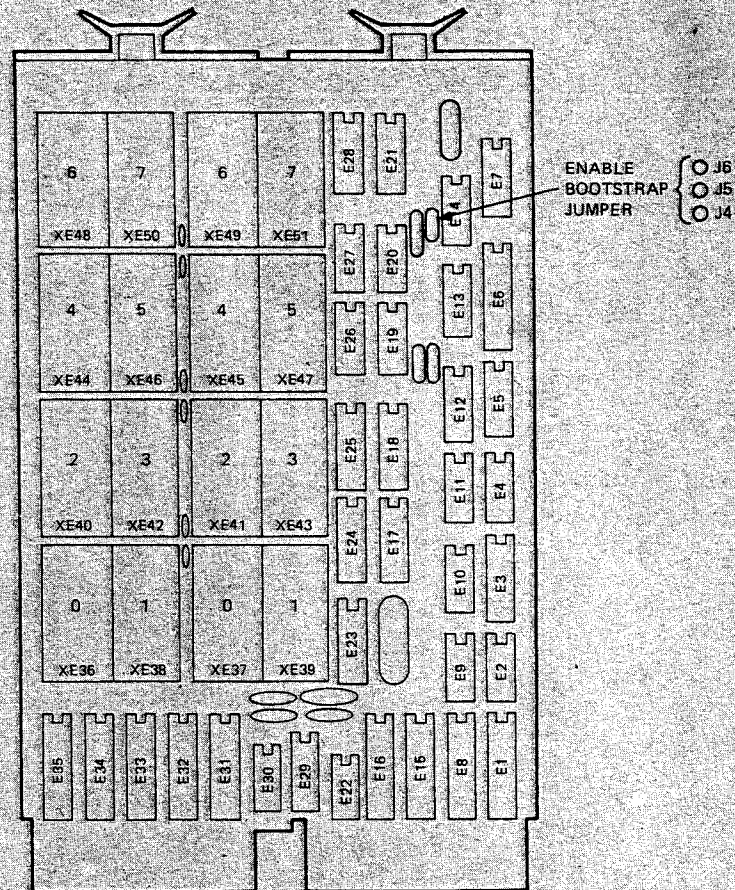 ENABLE
BOOTSTRAP
JUMPER
J6
J5
J4
6 7 6 7
XE48 XE50 XE49 XE51
E28 E21 E7
E14
E27 E20
4 5 4 5
XE44 XE46 XE45 XE47
E26 E19 E13 E6
2 3 2 3
XE40 XE42 XE41 XE43
E25 E18 E12 E5
E24 E17 E11 E4
0 1 0 1
XE36 XE38 XE37 XE39
E23 E10 E3
E9 E2
E35 E34 E33 E32 E31 E30 E29 E22 E16 E15 E8 E1